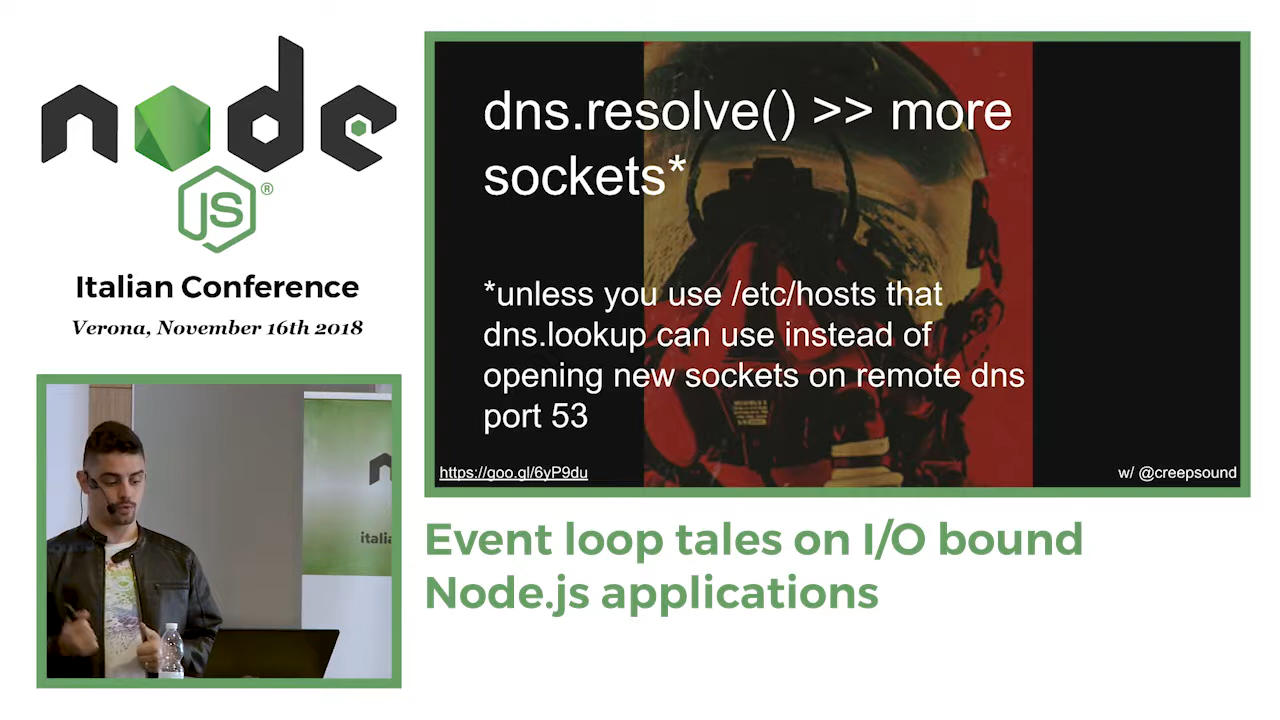 node
JS®
Italian Conference
Verona, November 16th 2018
dns.resolve() >> more
sockets*
*unless you use /etc/hosts that
dns.lookup can use instead of
opening new sockets on remote dns
port 53
https://goo.gl/6yP9du
w/ @creepsound
italia
Event loop tales on I/O bound
Node.js applications